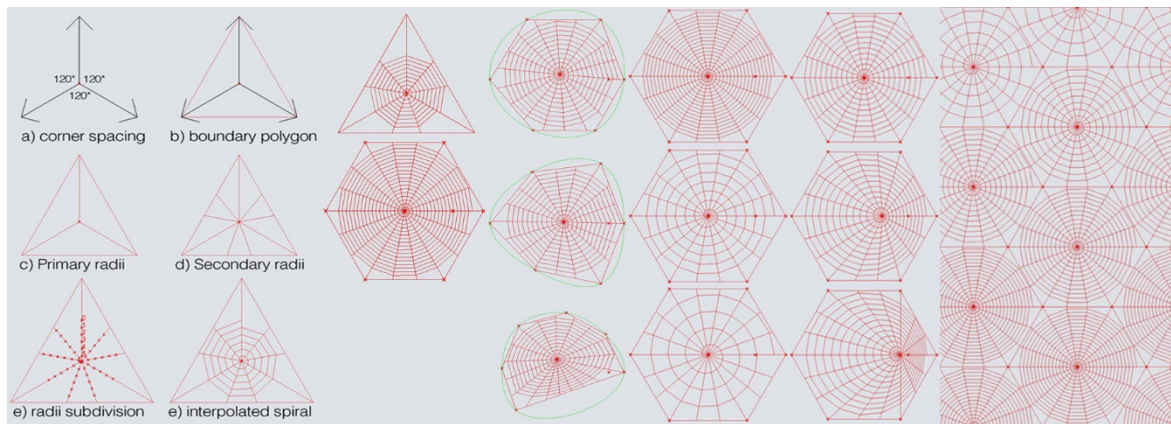 120° 120°
120°
a) corner spacing
b) boundary polygon
c) Primary radii
d) Secondary radii
e) radii subdivision
e) interpolated spiral